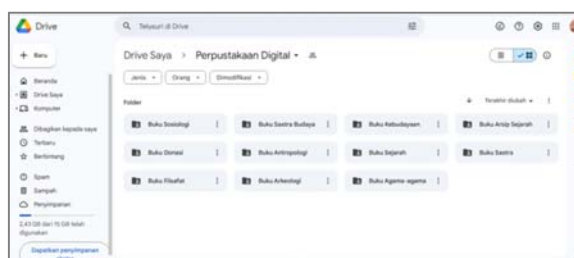 Drive
Telusuri di Drive
+ Baru
Drive Saya > Perpustakaan Digital
Jenis
Orang
Dimodifikasi
Beranda
Drive Saya
Komputer
Dibagikan kepada saya
Terbaru
Berbintang
Spam
Sampah
Penyimpanan
2,43 GB dari 15 GB telah
digunakan
Dapatkan penyimpanan
Folder
Terakhir diubah
Buku Sosiologi
Buku Sastra Budaya
Buku Kebudayaan
Buku Arsip Sejarah
Buku Donasi
Buku Antropologi
Buku Sejarah
Buku Sastra
Buku Filsafat
Buku Arkeologi
Buku Agama-agama